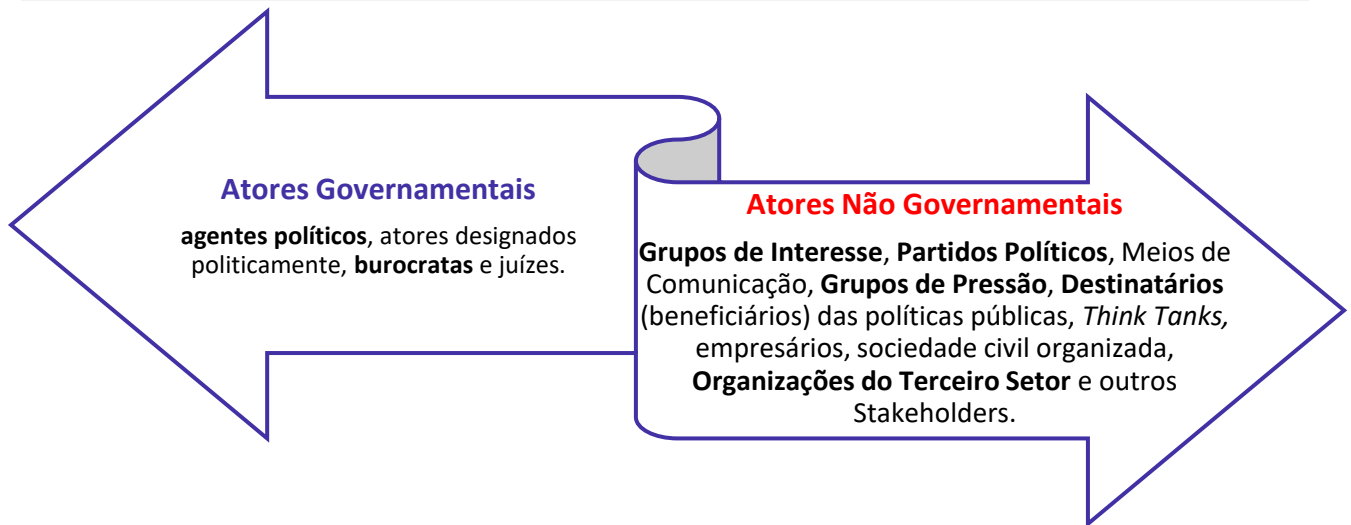 Atores Governamentais
agentes políticos, atores designados
politicamente, burocratas e juízes.
Atores Não Governamentais
Grupos de Interesse, Partidos Políticos, Meios de
Comunicação, Grupos de Pressão, Destinatários
(beneficiários) das políticas públicas, Think Tanks,
empresários, sociedade civil organizada,
Organizações do Terceiro Setor e outros
Stakeholders.